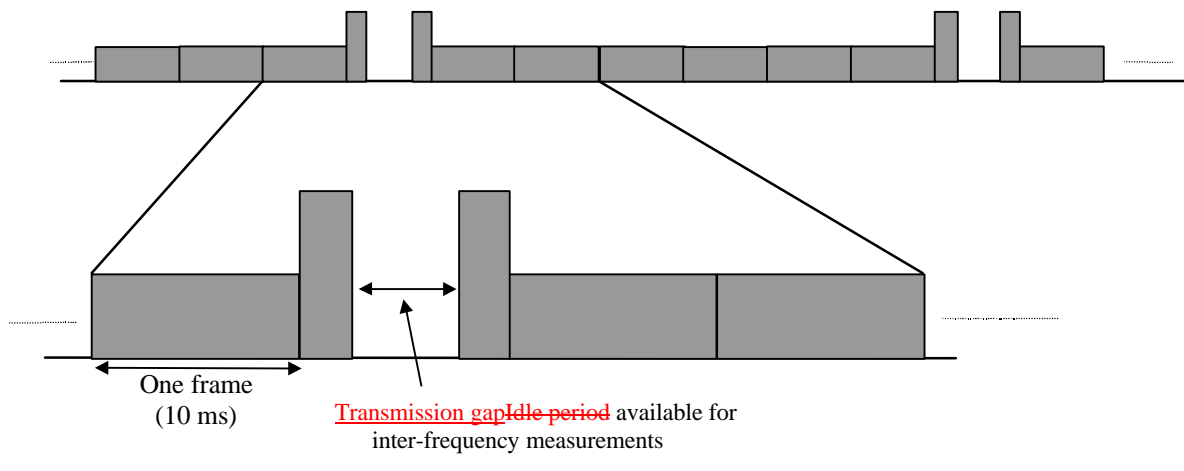 One frame
(10 ms)
Transmission gapIdle period available for
inter-frequency measurements